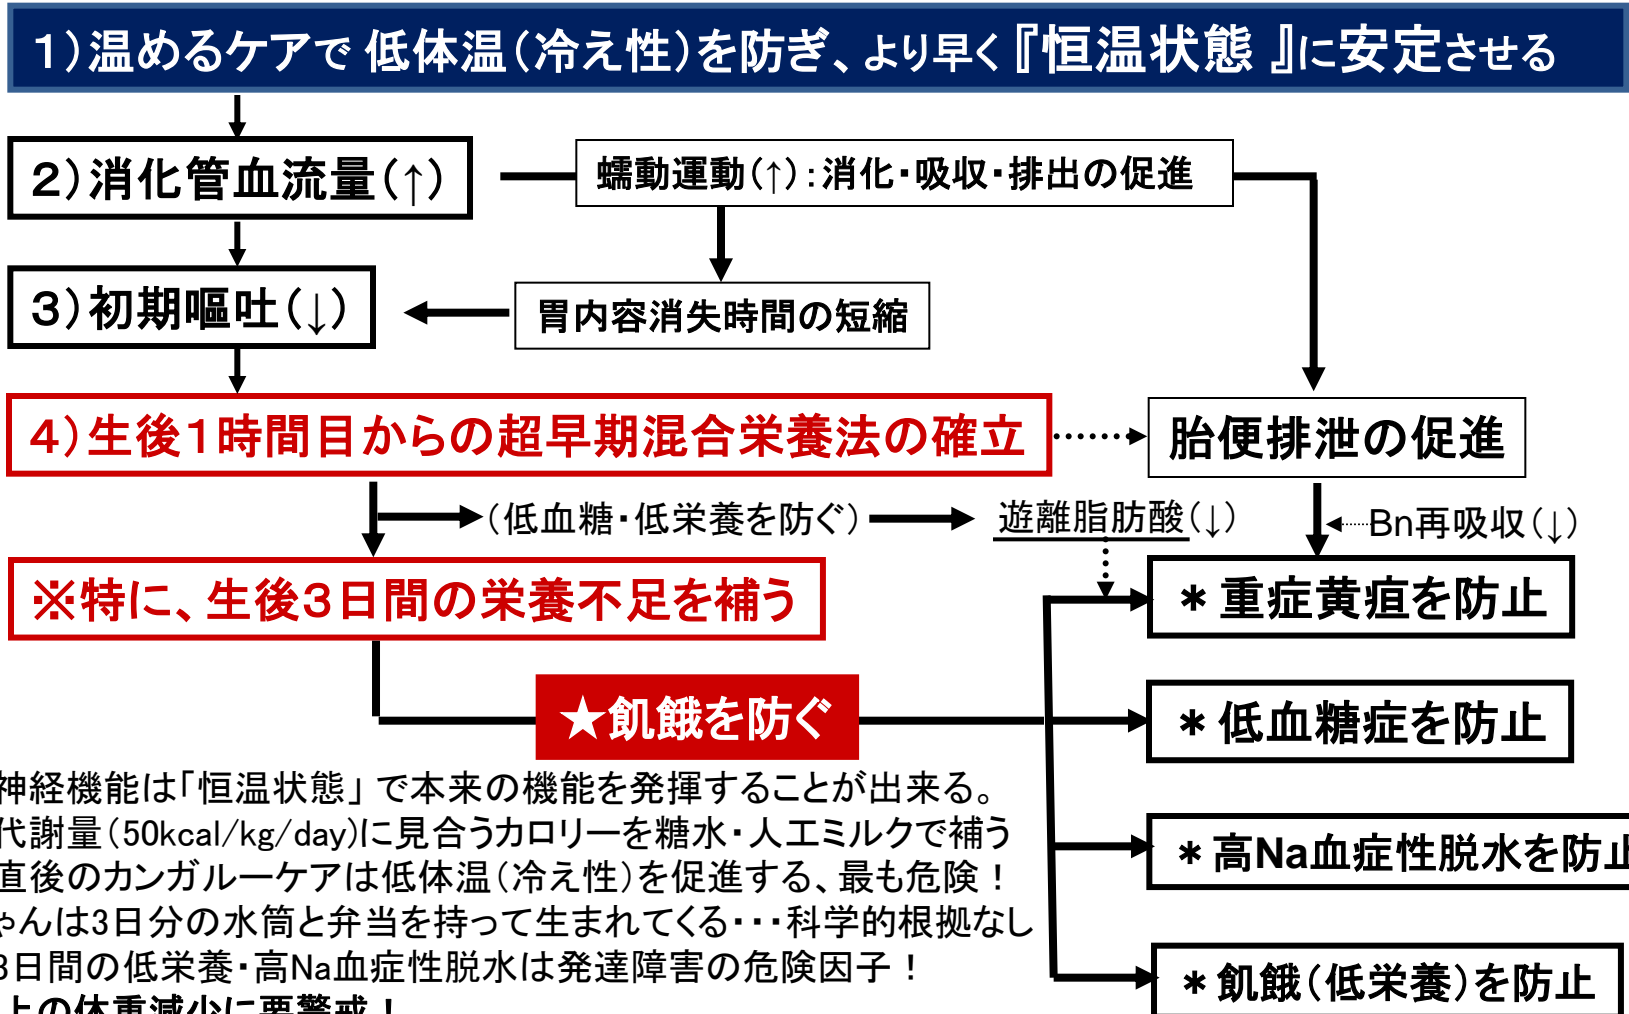 1)温めるケアで 低体温(冷え性)を防ぎ、より早く『恒温状態 』に安定させる
2)消化管血流量(↑)
蠕動運動(↑):消化・吸収・排出の促進
3)初期嘔吐(↓)
胃内容消失時間の短縮
4)生後1時間目からの超早期混合栄養法の確立
胎便排泄の促進
(低血糖・低栄養を防ぐ)
遊離脂肪酸(↓)
Bn再吸収(↓)
※特に、生後3日間の栄養不足を補う
*重症黄疸を防止
★飢餓を防ぐ
*低血糖症を防止
神経機能は「恒温状態」で本来の機能を発揮することが出来る。
代謝量(50kcal/kg/day)に見合うカロリーを糖水・人工ミルクで補う
*高Na血症性脱水を防止
直後のカンガルーケアは低体温(冷え性)を促進する、最も危険!
ゃんは3日分の水筒と弁当を持って生まれてくる・・・科学的根拠なし
3日間の低栄養・高Na血症性脱水は発達障害の危険因子!
*飢餓(低栄養)を防止
上の体重減少に要警戒!